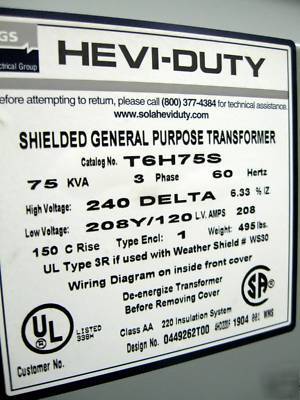 GS
HEVI-DUTY
ectrical Group
efore attempting to return, please call (800) 377-4384 for technical assistance.
www.solaheviduty.com
SHIELDED GENERAL PURPOSE TRANSFORMER
Catalog No. T6H75S
75 KVA 3 Phase 60 Hertz
High Voltage: 240 DELTA 6.33 % IZ
Low Voltage: 208Y/120 L.V. AMPS 208
150 C Rise Type Encl: 1 Weight 495 lbs.
UL Type 3R if used with Weather Shield # WS30
Wiring Diagram on inside front cover
De-energize Transformer
Before Removing Cover
UL LISTED
SA
Class AA 220 Insulation System
Design No. 0449262T00 1904 001 WMS
Customer No.